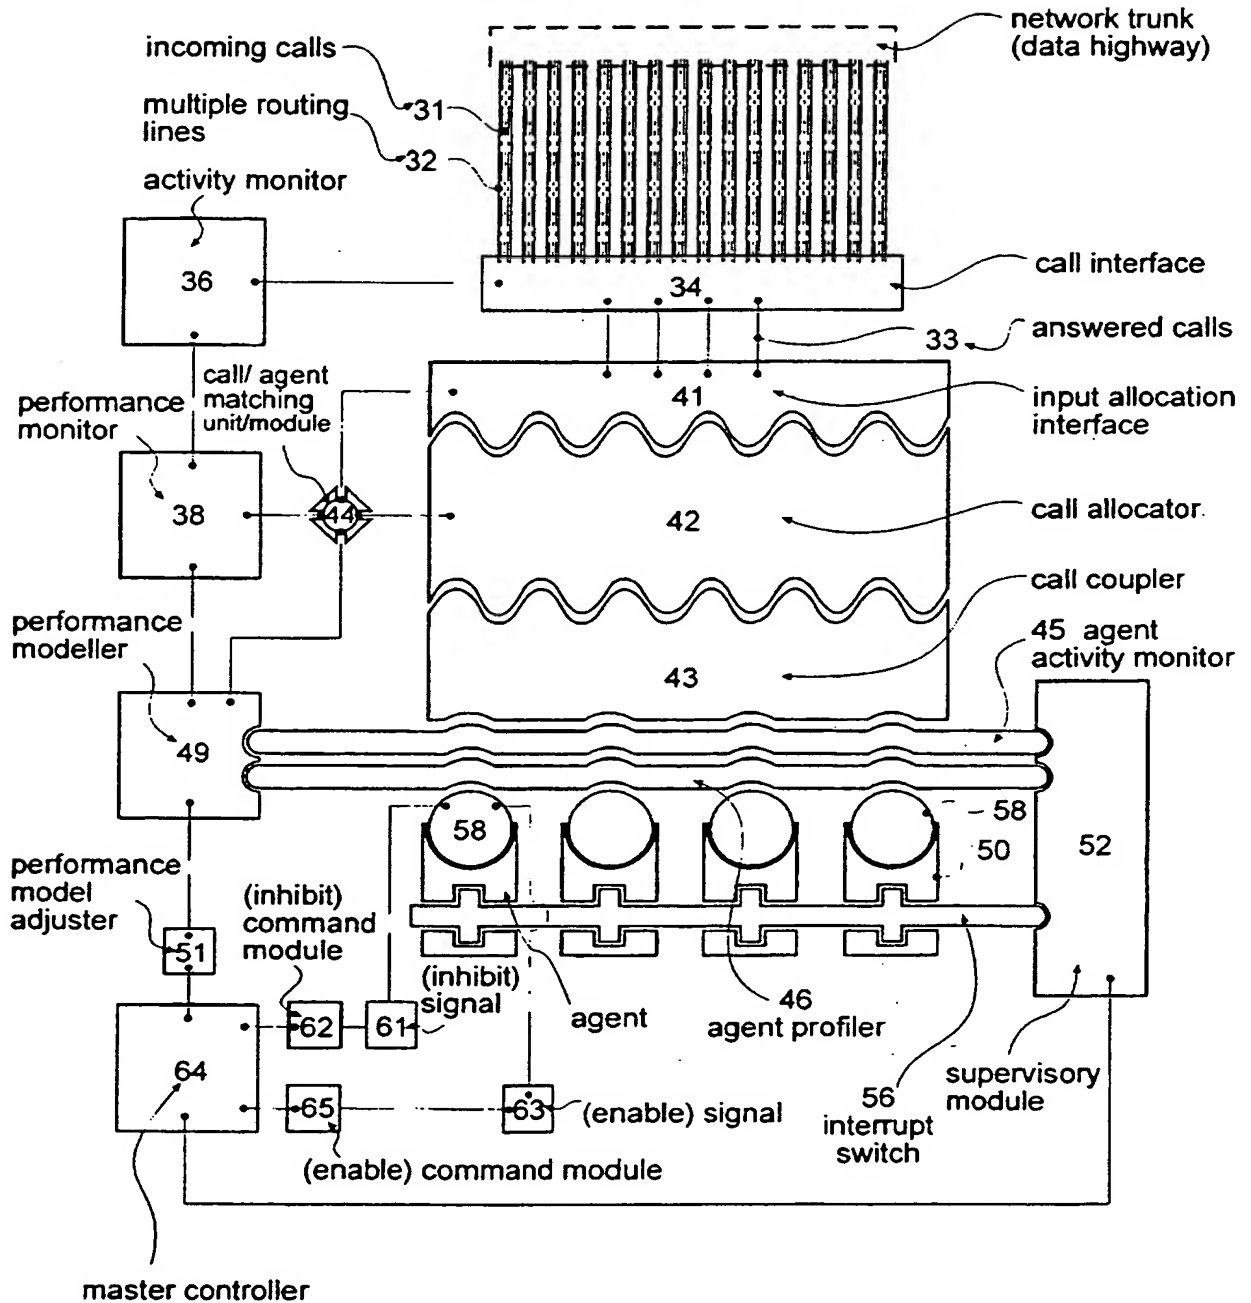 network trunk
(data highway)
incoming calls
multiple routing
lines
31
32
activity monitor
36
34
call interface
33 answered calls
call/ agent
matching
unit/module
41
input allocation
interface
performance
monitor
38
44
42
call allocator
call coupler
performance
modeller
45 agent
activity monitor
43
49
58
58
50
52
performance
model
adjuster
(inhibit)
command
module
51
(inhibit)
signal
62
61
agent
46
agent profiler
64
65
63
(enable) signal
56
interrupt
switch
supervisory
module
(enable) command module
master controller